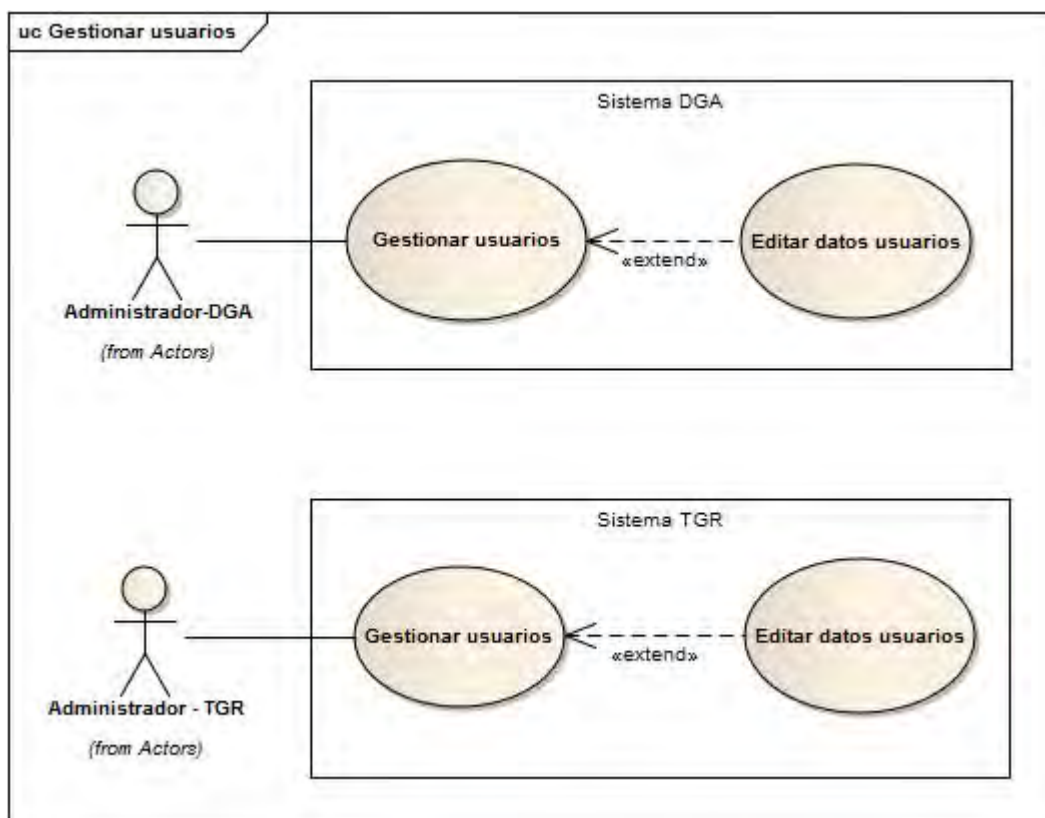 uc Gestionar usuarios
Sistema DGA
Gestionar usuarios
«extend»
Editar datos usuarios
Administrador-DGA
(from Actors)
Sistema TGR
Gestionar usuarios
«extend»
Editar datos usuarios
Administrador - TGR
(from Actors)